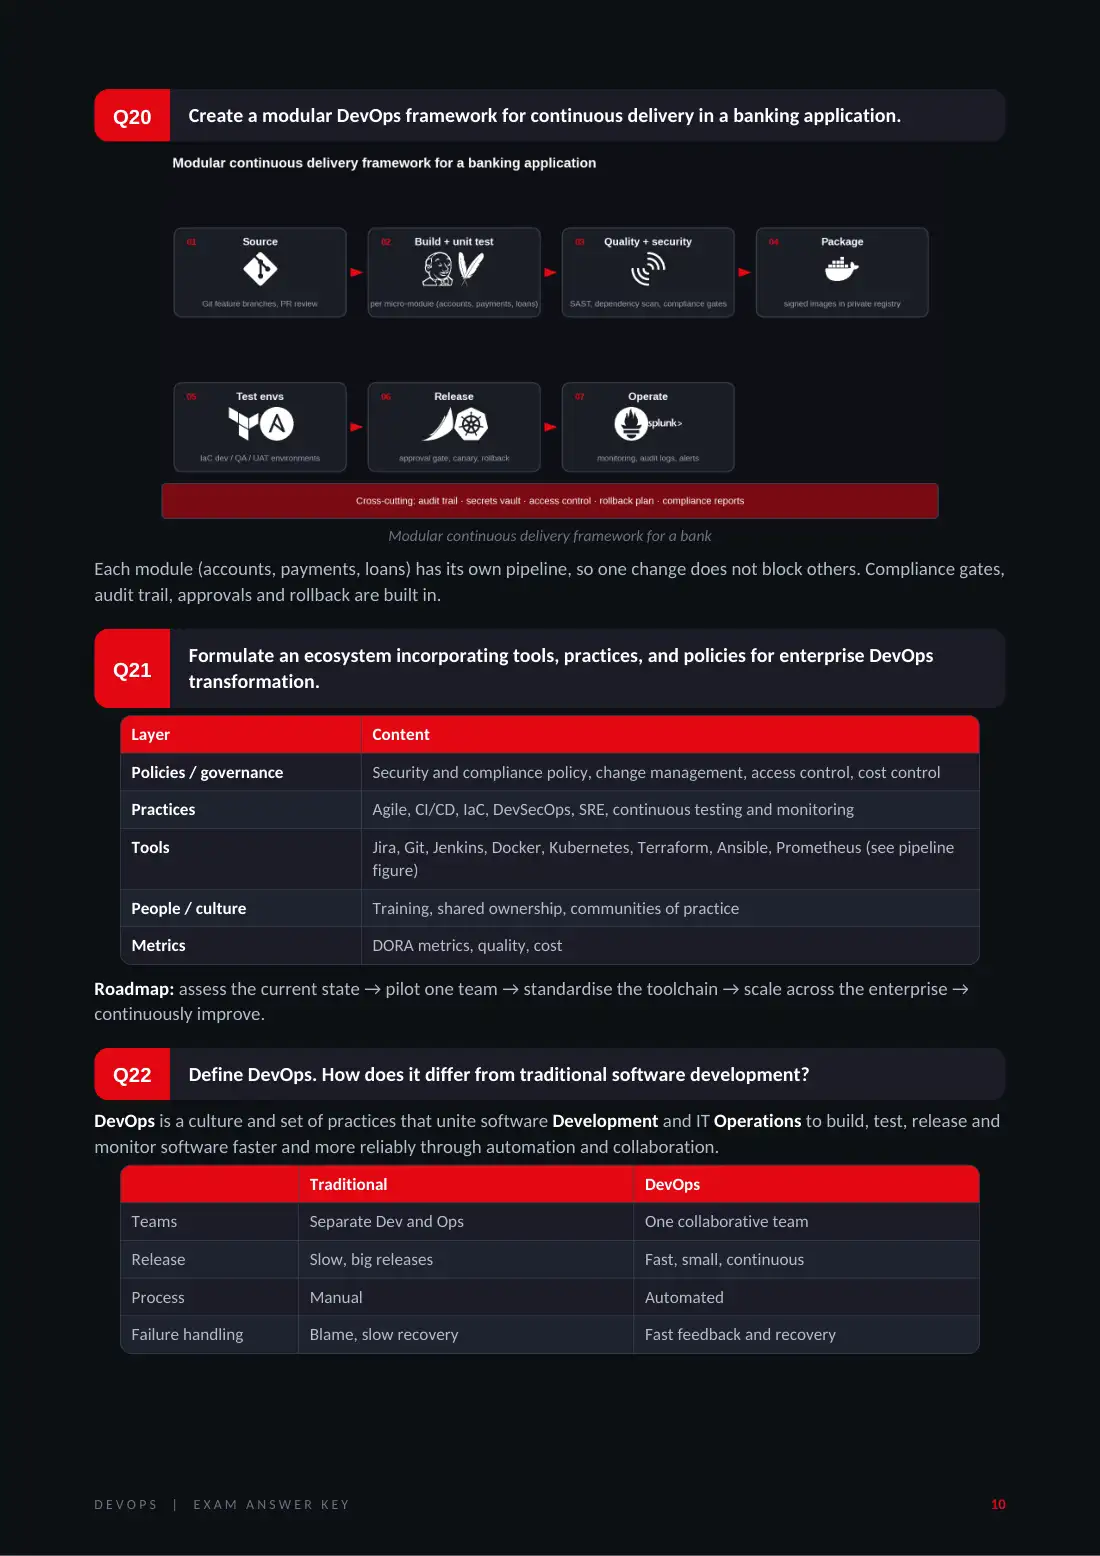 Q20
Create a modular DevOps framework for continuous delivery in a banking application.
Modular continuous delivery framework for a banking application
01 Source
Git feature branches, PR review
02 Build + unit test
per micro-module (accounts, payments, loans)
03 Quality + security
SAST, dependency scan, compliance gates
04 Package
signed images in private registry
05 Test envs
IaC dev / QA / UAT environments
06 Release
approval gate, canary, rollback
07 Operate
splunk>
monitoring, audit logs, alerts
Cross-cutting: audit trail · secrets vault · access control · rollback plan · compliance reports
Modular continuous delivery framework for a bank
Each module (accounts, payments, loans) has its own pipeline, so one change does not block others. Compliance gates,
audit trail, approvals and rollback are built in.
Q21
Formulate an ecosystem incorporating tools, practices, and policies for enterprise DevOps
transformation.
Layer Content
Policies / governance Security and compliance policy, change management, access control, cost control
Practices Agile, CI/CD, IaC, DevSecOps, SRE, continuous testing and monitoring
Tools Jira, Git, Jenkins, Docker, Kubernetes, Terraform, Ansible, Prometheus (see pipeline
figure)
People / culture Training, shared ownership, communities of practice
Metrics DORA metrics, quality, cost
Roadmap: assess the current state → pilot one team → standardise the toolchain → scale across the enterprise →
continuously improve.
Q22
Define DevOps. How does it differ from traditional software development?
DevOps is a culture and set of practices that unite software Development and IT Operations to build, test, release and
monitor software faster and more reliably through automation and collaboration.
Traditional DevOps
Teams Separate Dev and Ops One collaborative team
Release Slow, big releases Fast, small, continuous
Process Manual Automated
Failure handling Blame, slow recovery Fast feedback and recovery
DEVOPS | EXAM ANSWER KEY
10